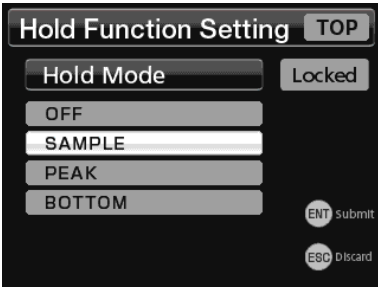 Hold Function Setting TOP
Hold Mode Locked
OFF
SAMPLE
PEAK
BOTTOM
ENT Submit
ESC Discard